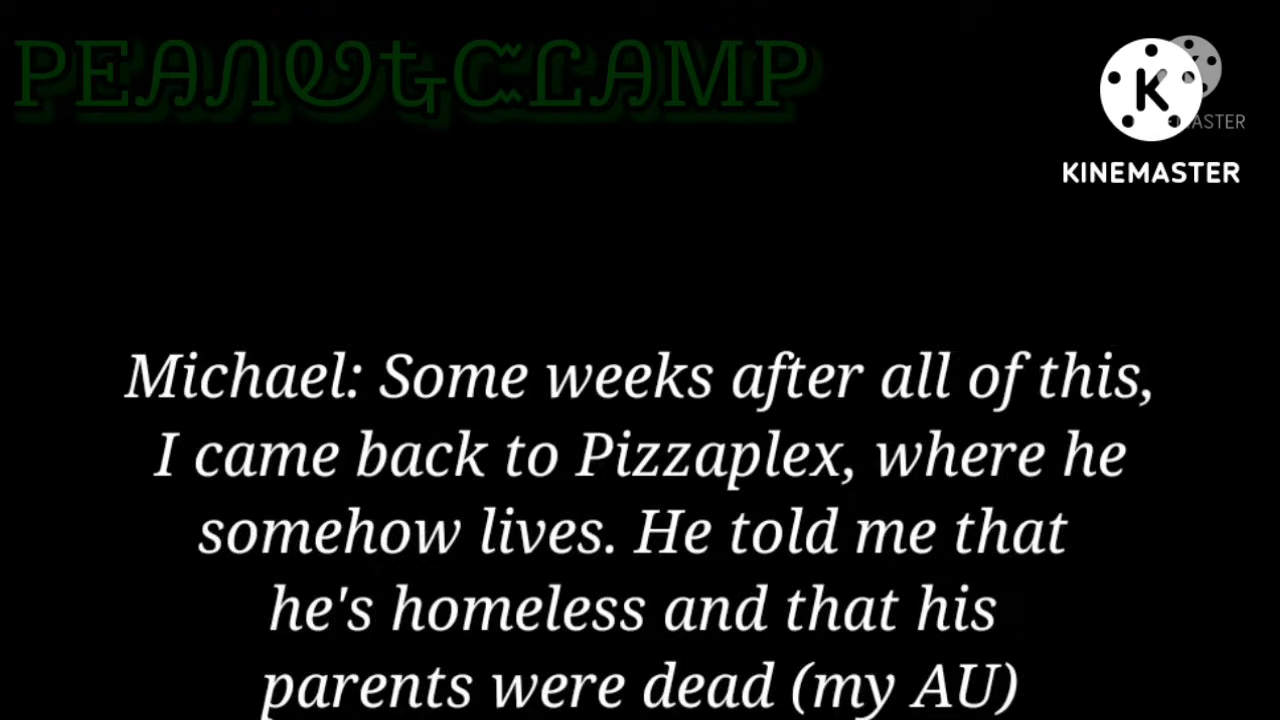 PEANUTCLAMP
K
MASTER
KINEMASTER
Michael: Some weeks after all of this,
I came back to Pizzaplex, where he
somehow lives. He told me that
he's homeless and that his
parents were dead (my AU)